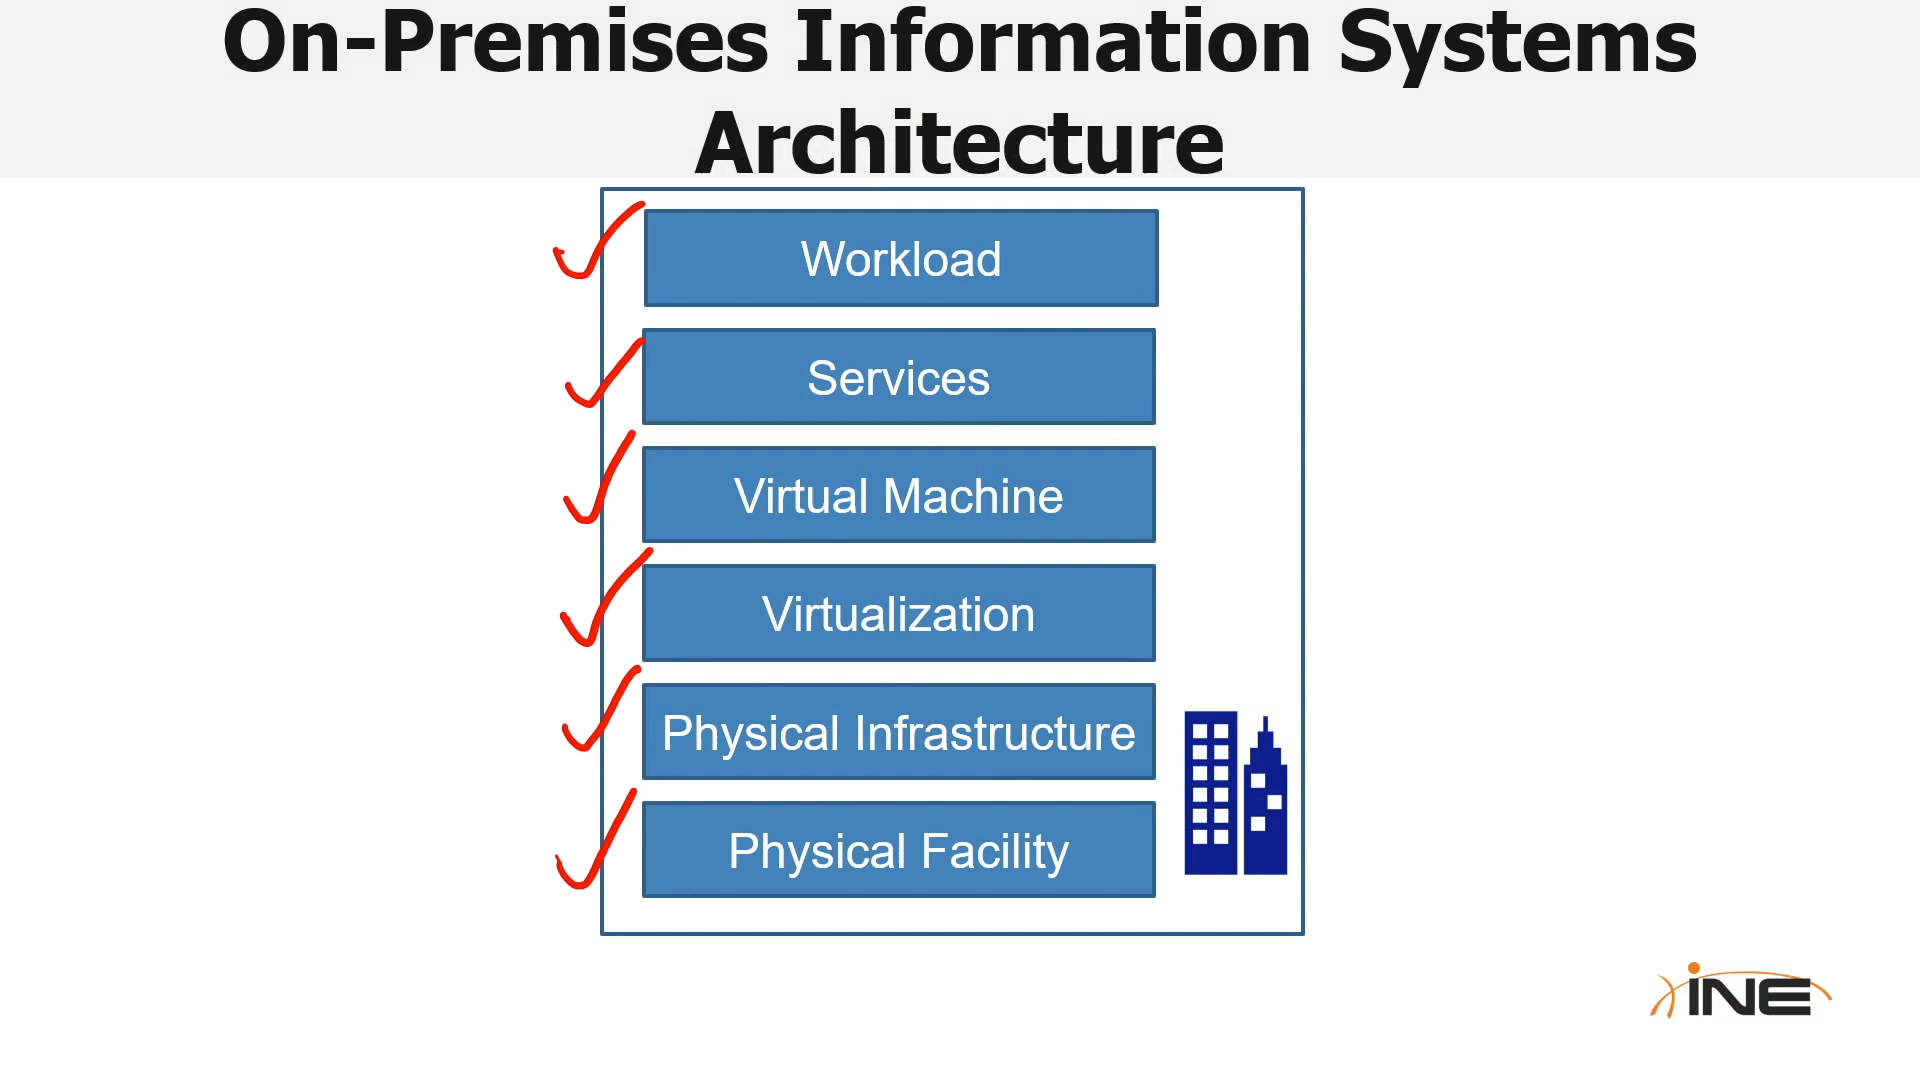 On-Premises Information Systems
Architecture
Workload
Services
Virtual Machine
Virtualization
Physical Infrastructure
Physical Facility
iNE